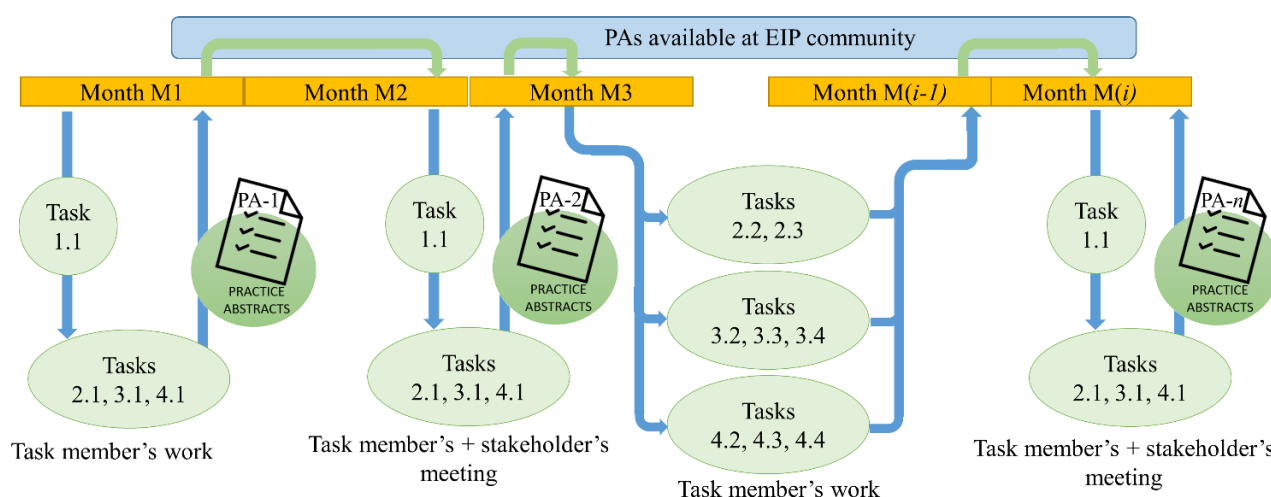 PAs available at EIP community
Month M1
Month M2
Month M3
Month M(i-1)
Month M(i)
Task
1.1
PA-1
PRACTICE
ABSTRACTS
Tasks
2.1, 3.1, 4.1
Task member's work
Task
1.1
PA-2
PRACTICE
ABSTRACTS
Tasks
2.1, 3.1, 4.1
Task member's + stakeholder's
meeting
Tasks
2.2, 2.3
Tasks
3.2, 3.3, 3.4
Tasks
4.2, 4.3, 4.4
Task member's work
Task
1.1
PA-n
PRACTICE
ABSTRACTS
Tasks
2.1, 3.1, 4.1
Task member's + stakeholder's
meeting